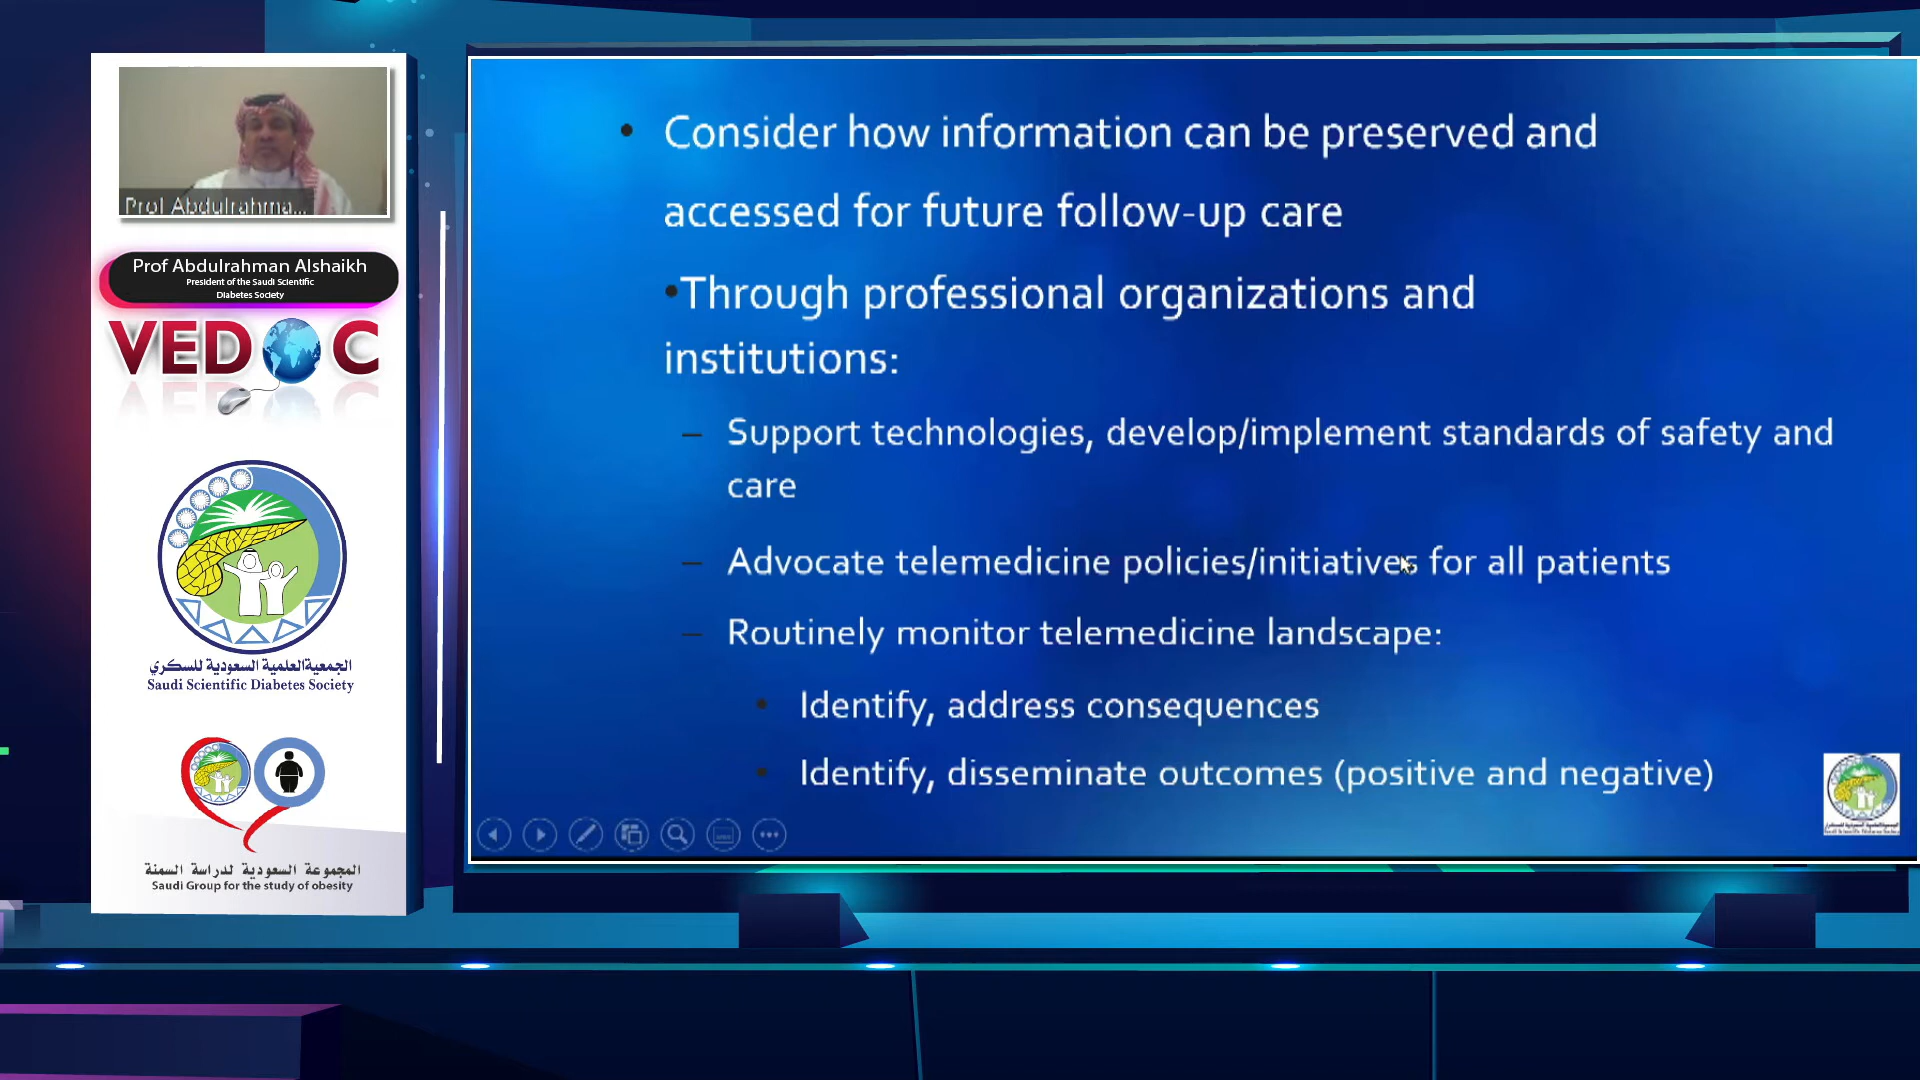 Prof Abdulrahma...
Prof Abdulrahman Alshaikh
President of the Saudi Scientific
Diabetes Society
VEDOC
الجمعية العلمية السعودية للسكري
Saudi Scientific Diabetes Society
المجموعة السعودية لدراسة السمنة
Saudi Group for the study of obesity
• Consider how information can be preserved and
accessed for future follow-up care
•Through professional organizations and
institutions:
– Support technologies, develop/implement standards of safety and
care
– Advocate telemedicine policies/initiatives for all patients
– Routinely monitor telemedicine landscape:
• Identify, address consequences
• Identify, disseminate outcomes (positive and negative)